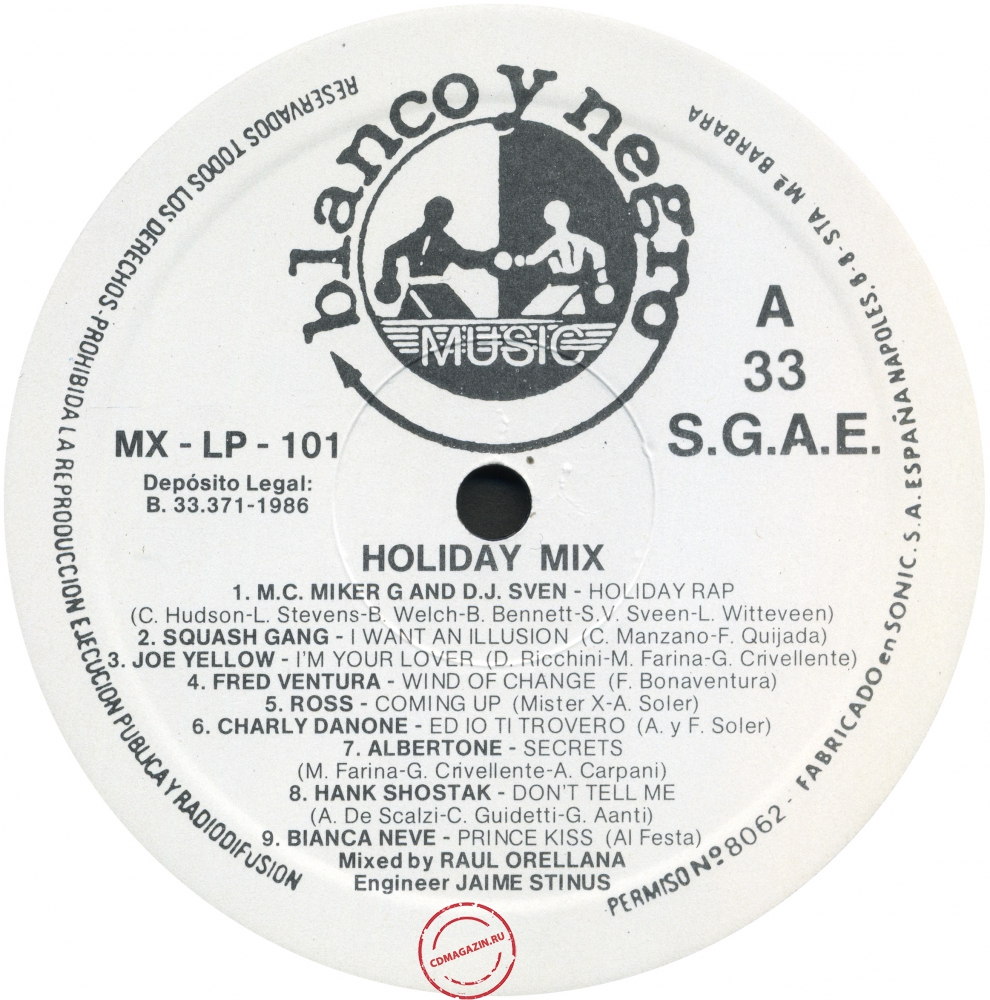 blanco y negro
MUSIC
A
33
S.G.A.E.
MX - LP - 101
Depósito Legal:
B. 33.371-1986
HOLIDAY MIX
1. M.C. MIKER G AND D.J. SVEN - HOLIDAY RAP
(C. Hudson-L. Stevens-B. Welch-B. Bennett-S.V. Sveen-L. Witteveen)
2. SQUASH GANG - I WANT AN ILLUSION (C. Manzano-F. Quijada)
3. JOE YELLOW - I'M YOUR LOVER (D. Ricchini-M. Farina-G. Crivellente)
4. FRED VENTURA - WIND OF CHANGE (F. Bonaventura)
5. ROSS - COMING UP (Mister X-A. Soler)
6. CHARLY DANONE - ED IO TI TROVERO (A. y F. Soler)
7. ALBERTONE - SECRETS
(M. Farina-G. Crivellente-A. Carpani)
8. HANK SHOSTAK - DON'T TELL ME
(A. De Scalzi-C. Guidetti-G. Aanti)
9. BIANCA NEVE - PRINCE KISS (Al Festa)
Mixed by RAUL ORELLANA
Engineer JAIME STINUS
RESERVADOS TODOS LOS DERECHOS-PROHIBIDA LA REPRODUCCION EJECUCION PUBLICA Y RADIODIFUSION
PERMISO Nº 8062 - FABRICADO en SONIC. S.A. ESPAÑA NAPOLES, 8-8- STA Mª BARBARA
CDMAGAZIN.RU